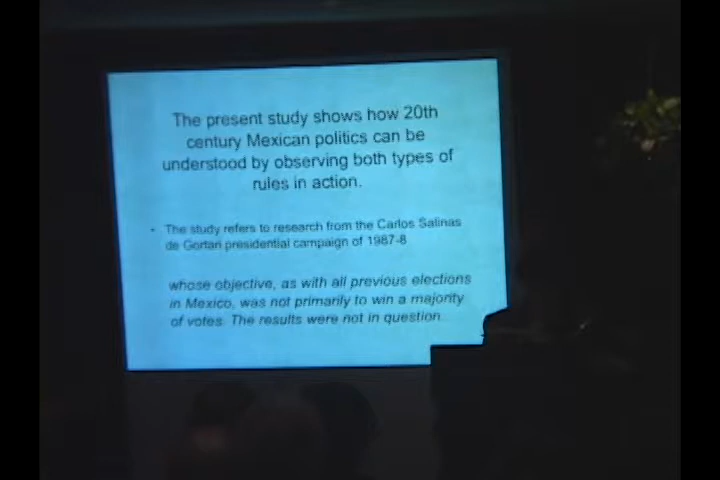 The present study shows how 20th
century Mexican politics can be
understood by observing both types of
rules in action.
• The study refers to research from the Carlos Salinas
de Gortari presidential campaign of 1987-8
whose objective, as with all previous elections
in Mexico, was not primarily to win a majority
of votes. The results were not in question.